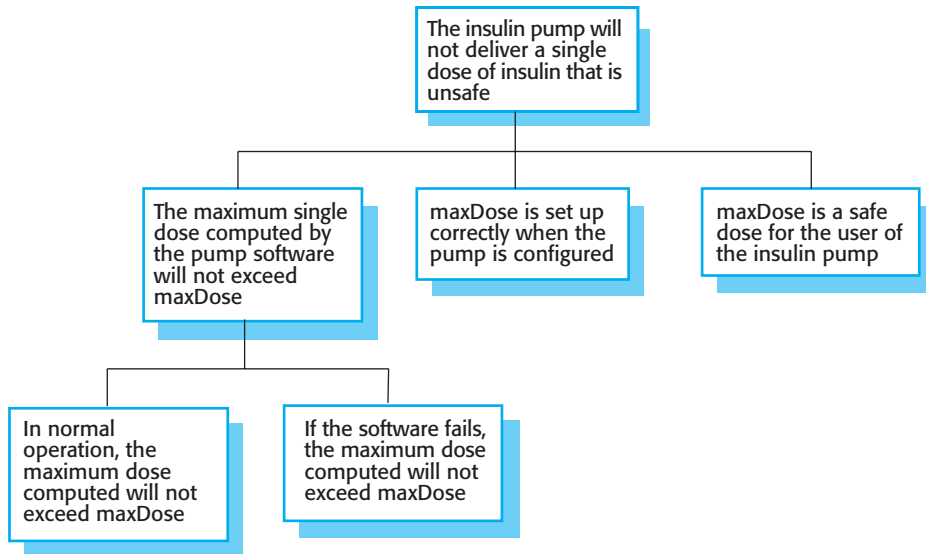 The insulin pump will
not deliver a single
dose of insulin that is
unsafe
The maximum single
dose computed by
the pump software
will not exceed
maxDose
maxDose is set up
correctly when the
pump is configured
maxDose is a safe
dose for the user of
the insulin pump
In normal
operation, the
maximum dose
computed will not
exceed maxDose
If the software fails,
the maximum dose
computed will not
exceed maxDose